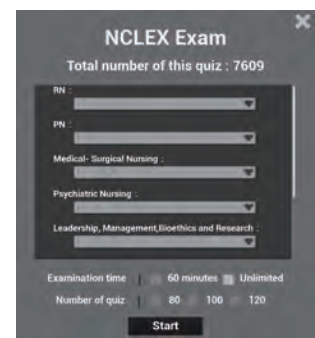 NCLEX Exam
Total number of this quiz : 7609
RN :
PN :
Medical- Surgical Nursing :
Psychiatric Nursing :
Leadership, Management,Bioethics and Research :
Examination time | 60 minutes Unlimited
Number of quiz | 80 100 120
Start